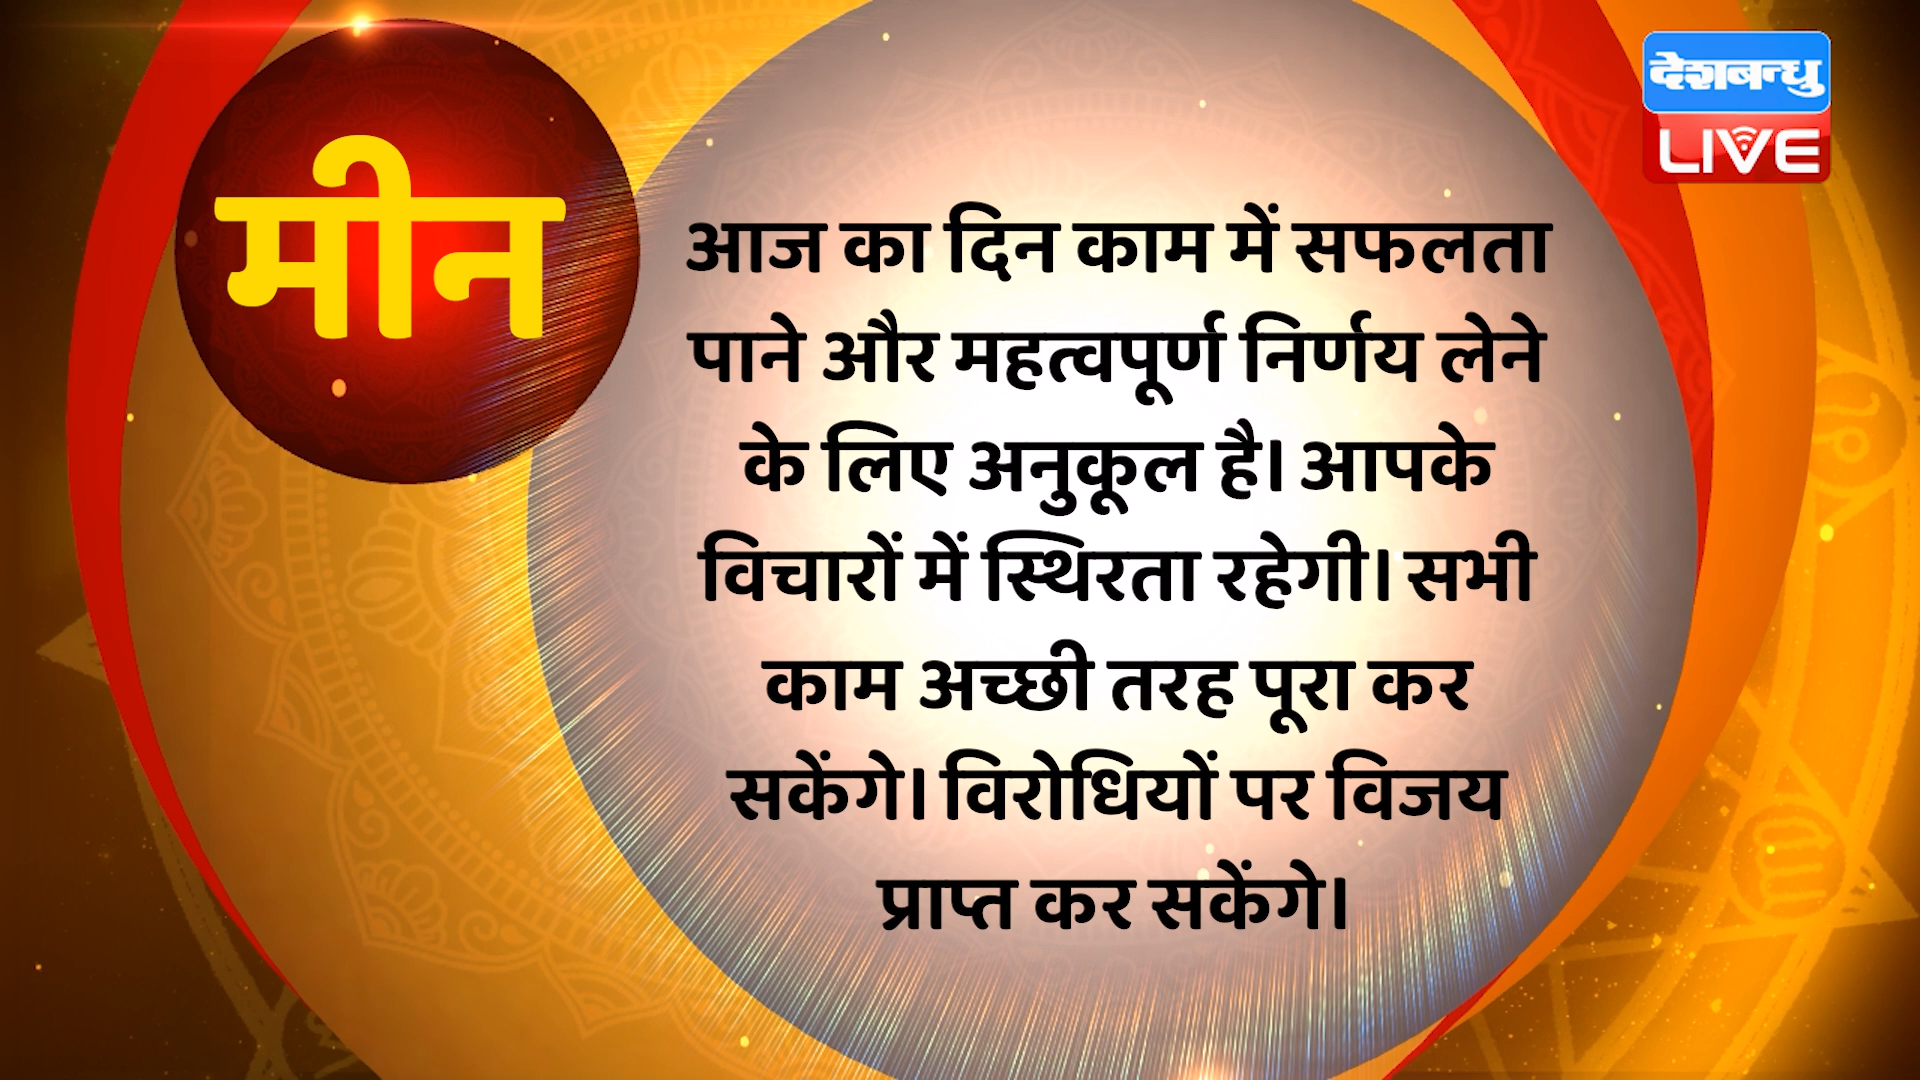 देशबन्धु
LIVE
मीन
आज का दिन काम में सफलता
पाने और महत्वपूर्ण निर्णय लेने
के लिए अनुकूल है। आपके
विचारों में स्थिरता रहेगी। सभी
काम अच्छी तरह पूरा कर
सकेंगे। विरोधियों पर विजय
प्राप्त कर सकेंगे।